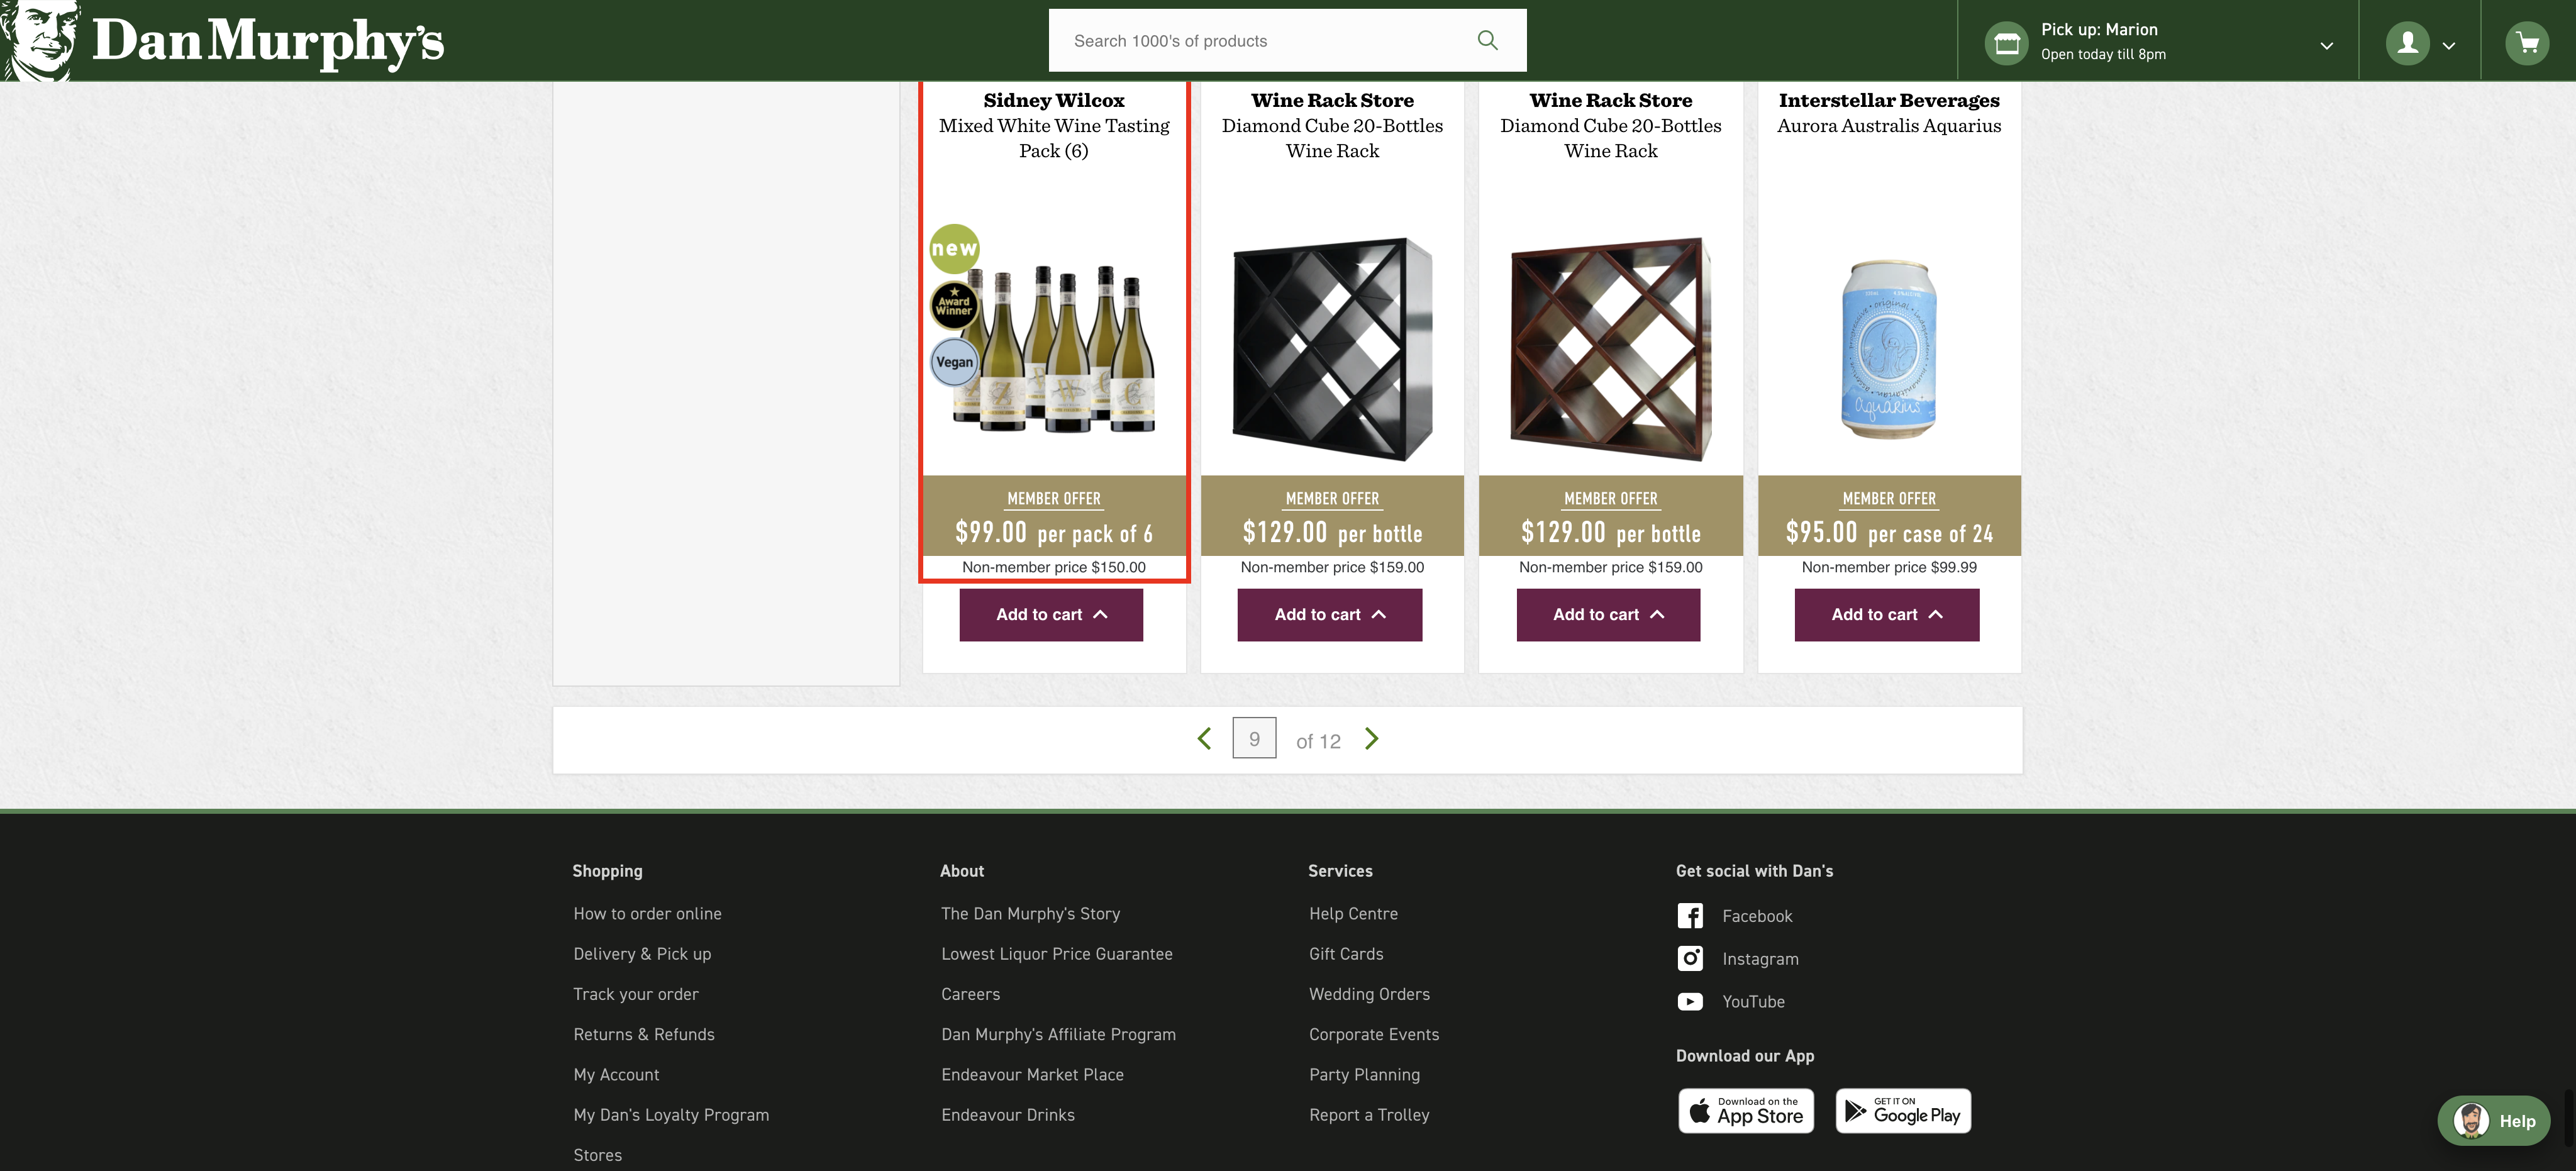 Dan Murphy's
Search 1000's of products
Pick up: Marion
Open today till 8pm
Sidney Wilcox
Mixed White Wine Tasting
Pack (6)
new
Award
Winner
Vegan
MEMBER OFFER
$99.00 per pack of 6
Non-member price $150.00
Add to cart
Wine Rack Store
Diamond Cube 20-Bottles
Wine Rack
MEMBER OFFER
$129.00 per bottle
Non-member price $159.00
Add to cart
Wine Rack Store
Diamond Cube 20-Bottles
Wine Rack
MEMBER OFFER
$129.00 per bottle
Non-member price $159.00
Add to cart
Interstellar Beverages
Aurora Australis Aquarius
original
aquarius
MEMBER OFFER
$95.00 per case of 24
Non-member price $99.99
Add to cart
9 of 12
Shopping
How to order online
Delivery & Pick up
Track your order
Returns & Refunds
My Account
My Dan's Loyalty Program
Stores
About
The Dan Murphy's Story
Lowest Liquor Price Guarantee
Careers
Dan Murphy's Affiliate Program
Endeavour Market Place
Endeavour Drinks
Services
Help Centre
Gift Cards
Wedding Orders
Corporate Events
Party Planning
Report a Trolley
Get social with Dan's
Facebook
Instagram
YouTube
Download our App
Download on the
App Store
GET IT ON
Google Play
Help